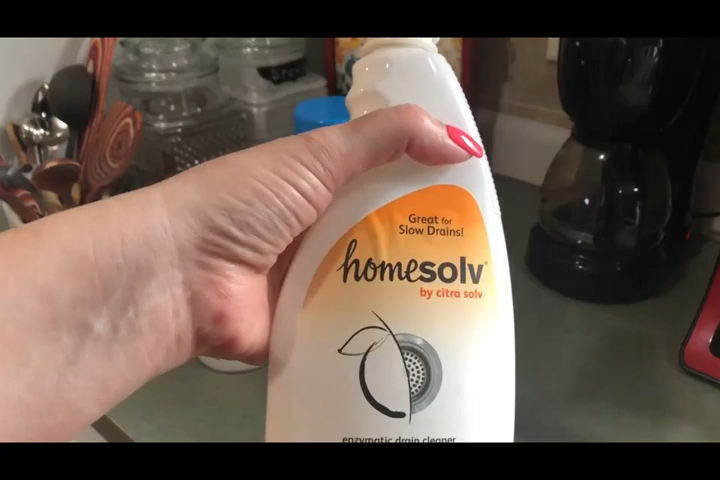 Great for
Slow Drains!
homesolv®
by citra solv
enzymatic drain cleaner